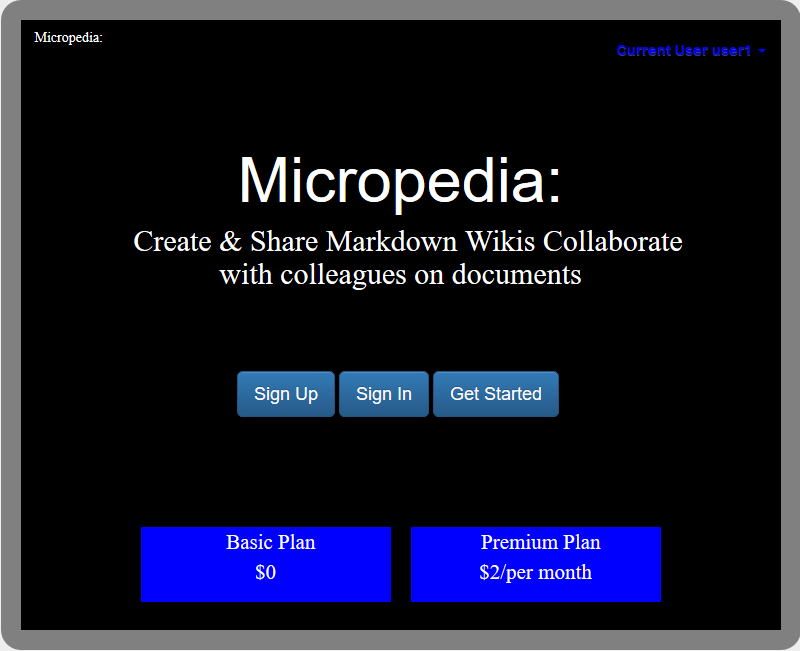 Micropedia:
Current User user1
Micropedia:
Create & Share Markdown Wikis Collaborate
with colleagues on documents
Sign Up Sign In Get Started
Basic Plan
$0
Premium Plan
$2/per month